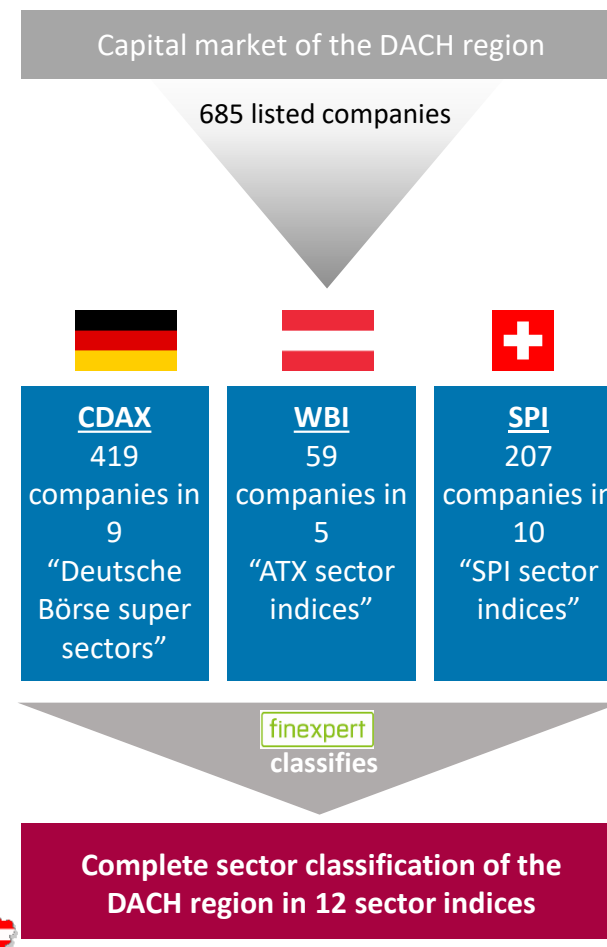 Capital market of the DACH region
685 listed companies
CDAX
419
companies in
9
“Deutsche
Börse super
sectors”
WBI
59
companies in
5
“ATX sector
indices”
SPI
207
companies in
10
“SPI sector
indices”
finexpert
classifies
Complete sector classification of the
DACH region in 12 sector indices